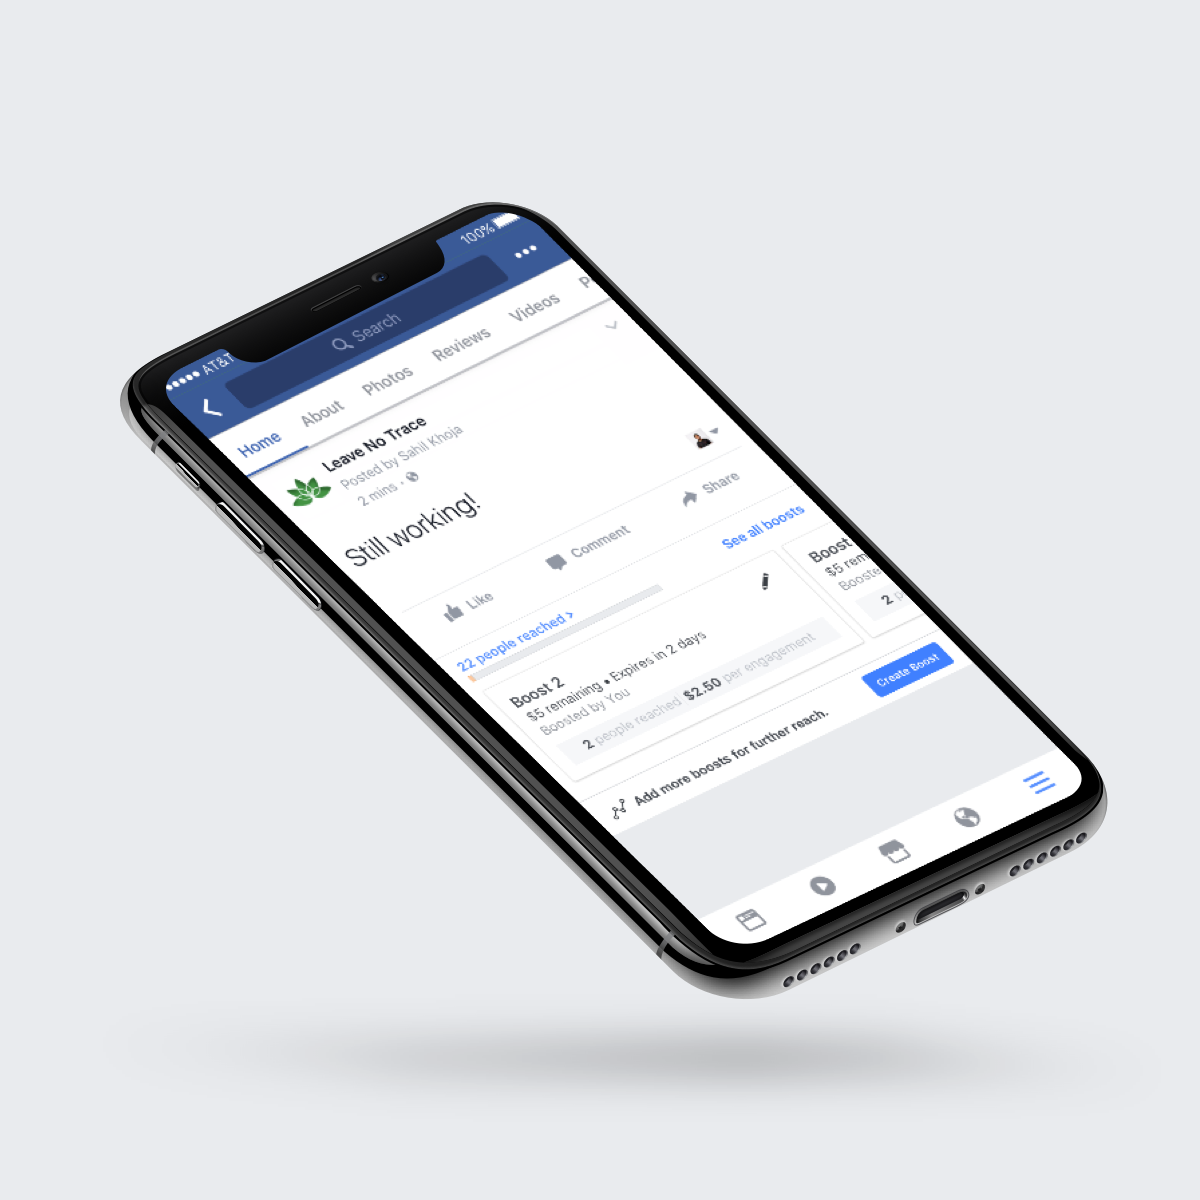 AT&T
100%
Search
Home About Photos Reviews Videos
Leave No Trace
Posted by Sahil Khoja
2 mins ·
Still working!
Like Comment Share
22 people reached >
See all boosts
Boost 2
$5 remaining • Expires in 2 days
Boosted by You
2 people reached $2.50 per engagement
Boost
$5
2
Add more boosts for further reach.
Create Boost